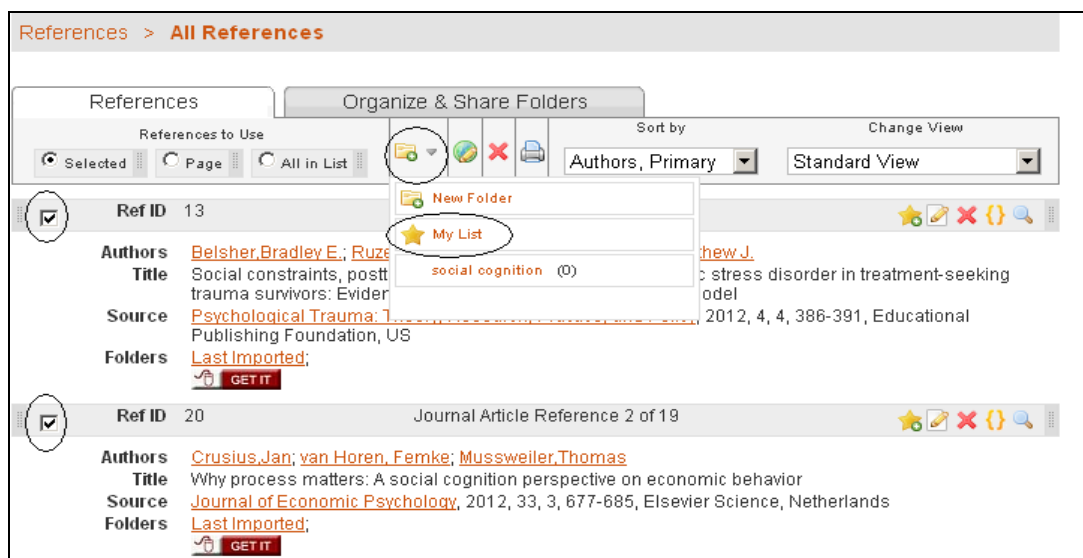 References > All References
References
Organize & Share Folders
References to Use
Selected
Page
All in List
Sort by
Authors, Primary
Change View
Standard View
New Folder
My List
social cognition (0)
Ref ID 13
Authors Belsher,Bradley E.; thew J.
Title Social constraints, c stress disorder in treatment-seeking
trauma survivors: odel
Source Psychological Trauma: 2012, 4, 4, 386-391, Educational
Publishing Foundation, US
Folders Last Imported;
GET IT
Ref ID 20 Journal Article Reference 2 of 19
Authors Crusius,Jan; van Horen, Femke; Mussweiler,Thomas
Title Why process matters: A social cognition perspective on economic behavior
Source Journal of Economic Psychology, 2012, 33, 3, 677-685, Elsevier Science, Netherlands
Folders Last Imported;
GET IT